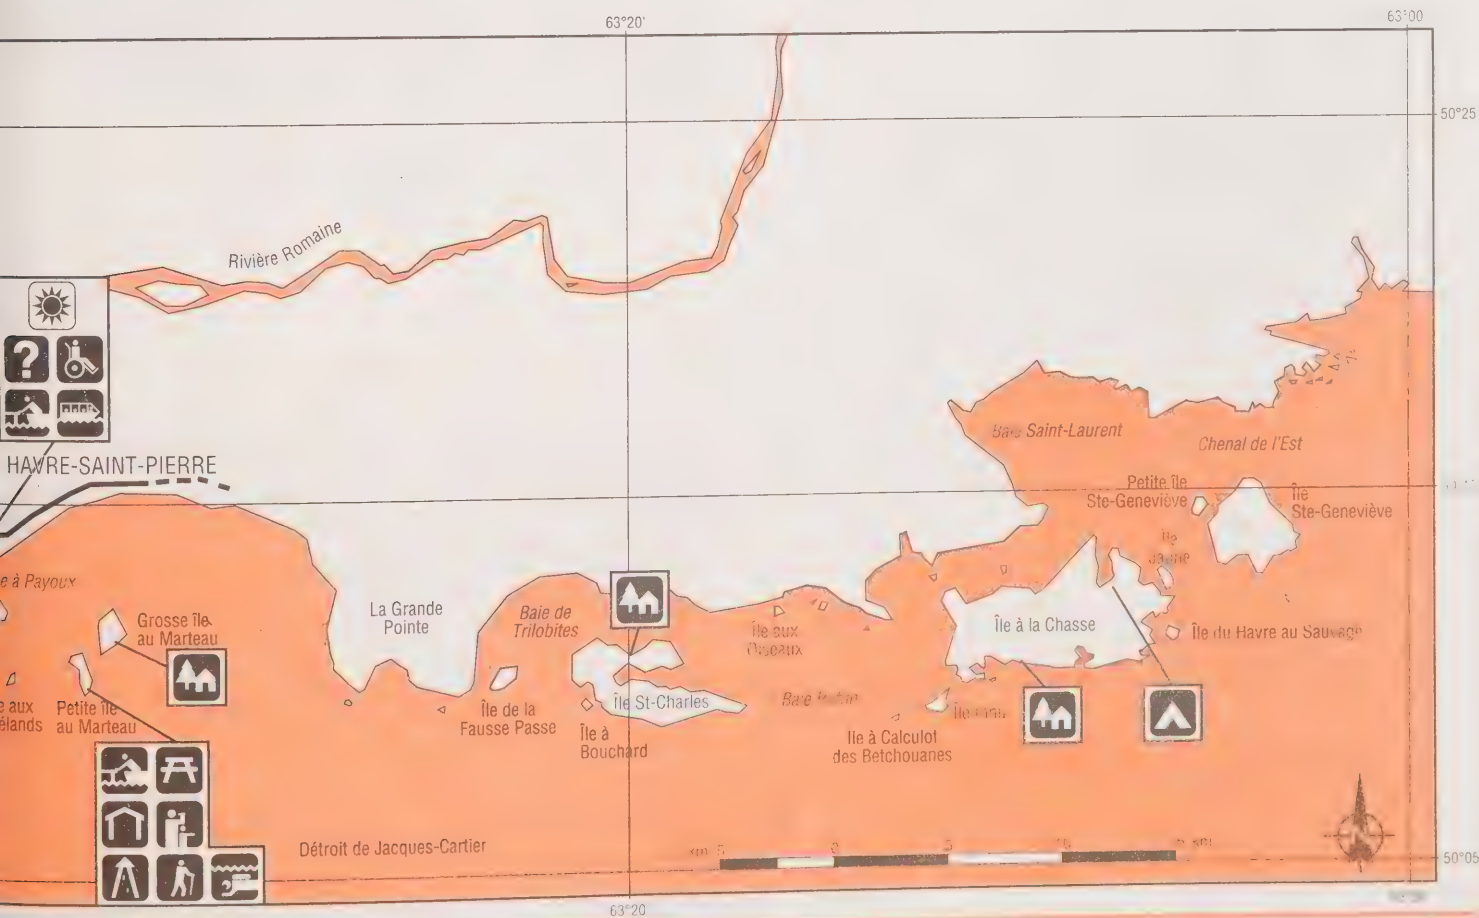 63°20'
63°00
50°25
Rivière Romaine
?
HAVRE-SAINT-PIERRE
Saint-Laurent
Chenal de l'Est
Petite île
Ste-Geneviève
Île
Ste-Geneviève
à Payoux
Grosse île
au Marteau
La Grande
Pointe
Baie de
Trilobites
Île aux
Île à la Chasse
Île du Havre au Sauvage
aux
Petite île
au Marteau
Île de la
Fausse Passe
Île à
Bouchard
Île St-Charles
Île à Calculot
des Betchouanes
Détroit de Jacques-Cartier
N
50°05
63°20